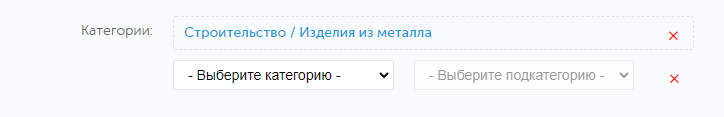 Категории: Строительство / Изделия из металла ×
- Выберите категорию - - Выберите подкатегорию - ×